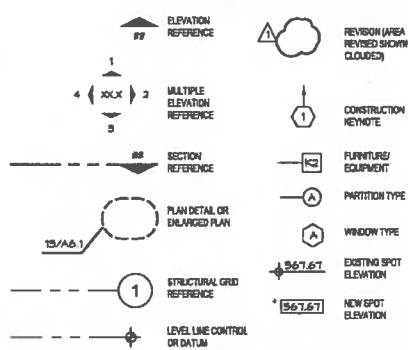 ##
ELEVATION
REFERENCE
1
4 XX.X 2
3
MULTIPLE
ELEVATION
REFERENCE
##
SECTION
REFERENCE
15/A6.1
PLAN DETAIL OR
ENLARGED PLAN
1
STRUCTURAL GRID
REFERENCE
LEVEL LINE CONTROL
OR DATUM
1
REVISION (AREA
REVISED SHOWN
CLOUDED)
1
CONSTRUCTION
KEYNOTE
K2
FURNITURE/
EQUIPMENT
A
PARTITION TYPE
A
WINDOW TYPE
567.67
EXISTING SPOT
ELEVATION
567.67
NEW SPOT
ELEVATION